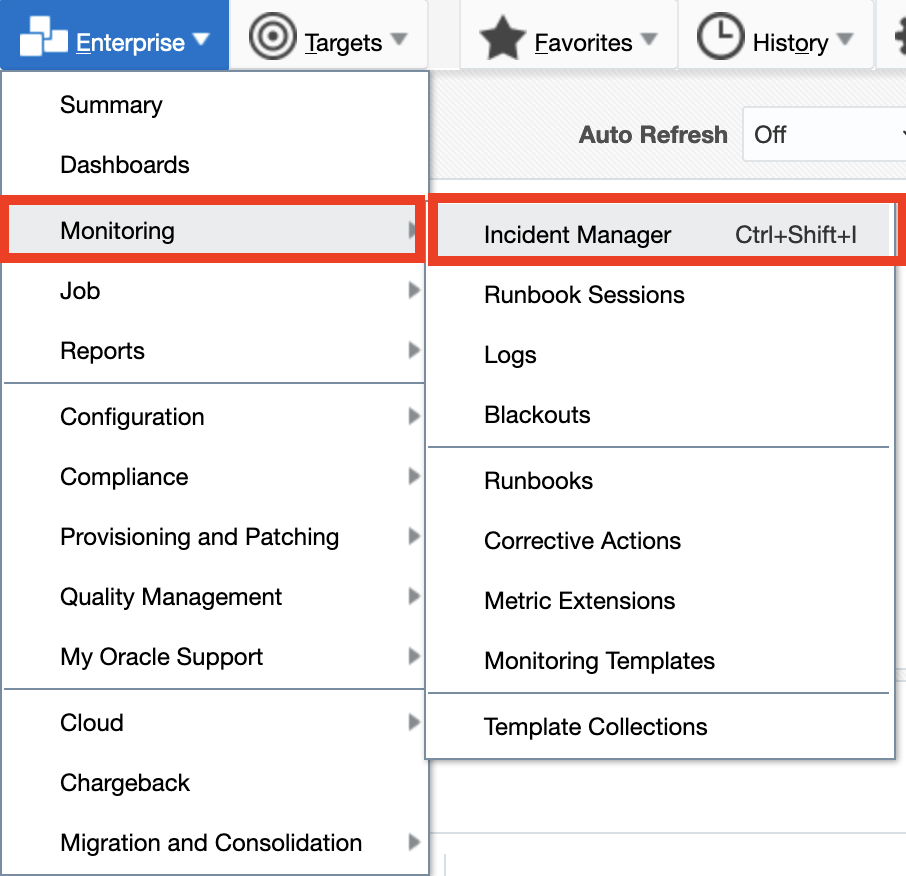 Enterprise
Targets
Favorites
History
Auto Refresh
Off
Summary
Dashboards
Monitoring
Job
Reports
Configuration
Compliance
Provisioning and Patching
Quality Management
My Oracle Support
Cloud
Chargeback
Migration and Consolidation
Incident Manager Ctrl+Shift+I
Runbook Sessions
Logs
Blackouts
Runbooks
Corrective Actions
Metric Extensions
Monitoring Templates
Template Collections